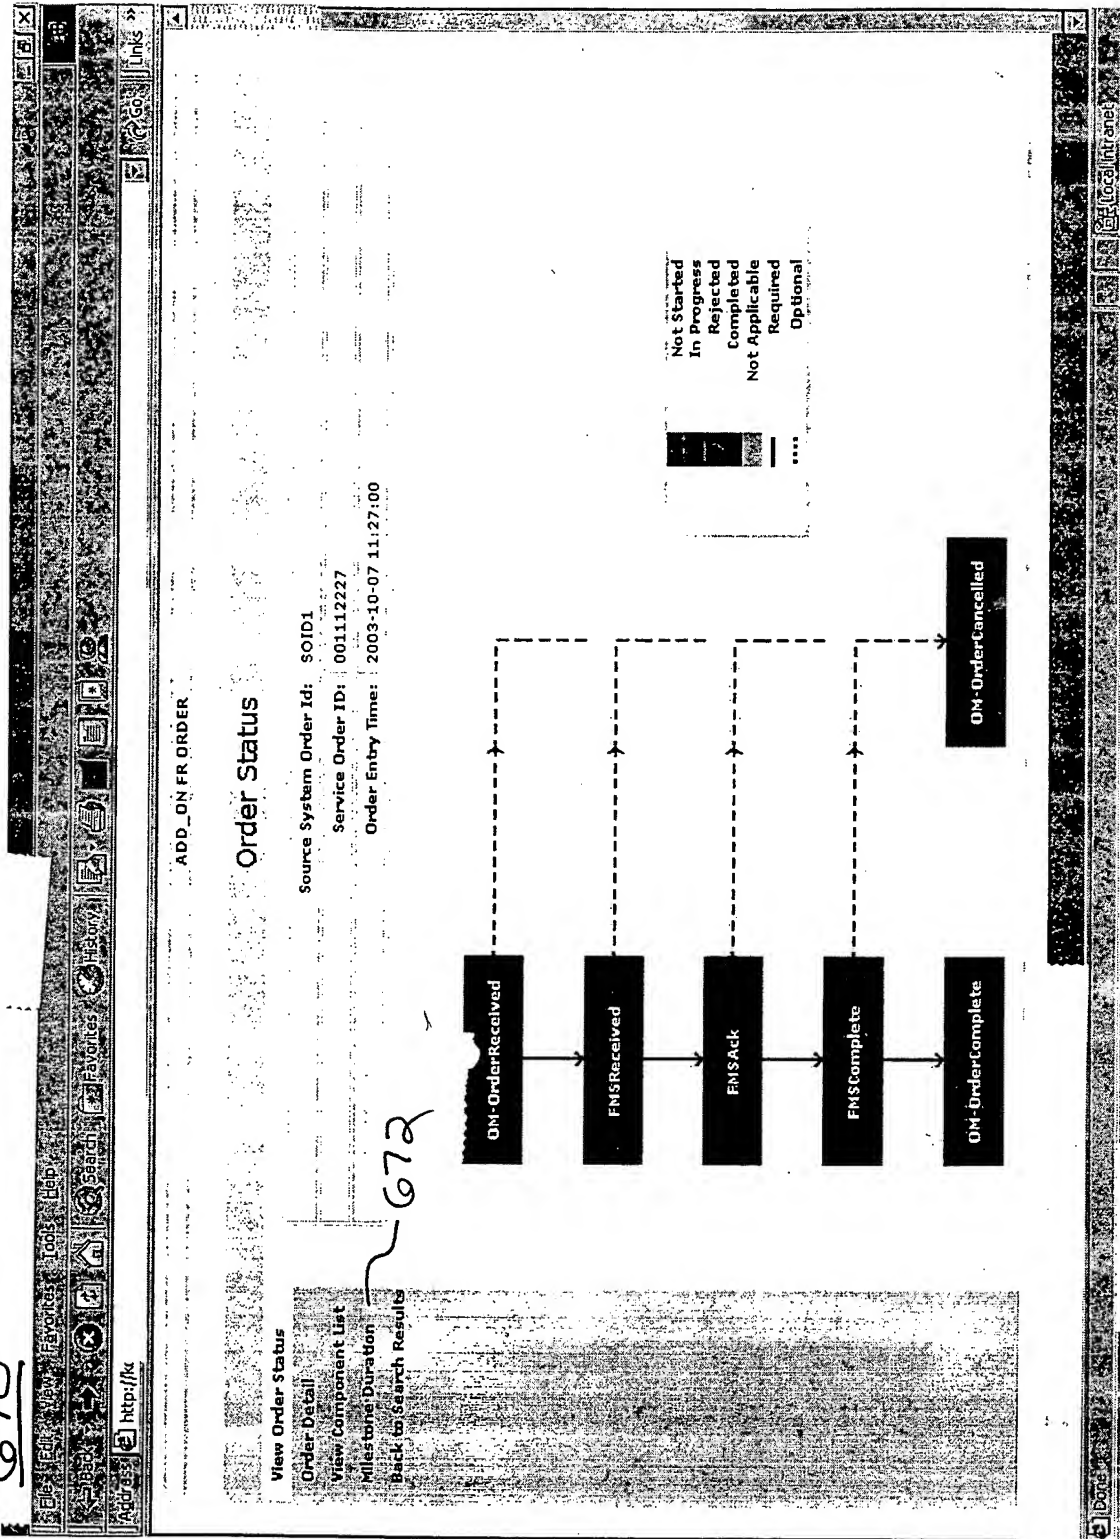 File Edit View Favorites Tools Help
Back Search Favorites History
Address http://k
Go Links »
ADD_ON FR ORDER
Order Status
View Order Status
Order Detail
View Component List
Milestone Duration
Back to Search Results
672
Source System Order Id: SOID1
Service Order ID: 001112227
Order Entry Time: 2003-10-07 11:27:00
OM-OrderReceived
FMSReceived
FMSAck
FMSComplete
OM-OrderComplete
OM-OrderCancelled
Not Started
In Progress
Rejected
Completed
Not Applicable
Required
Optional
Done
Local intranet